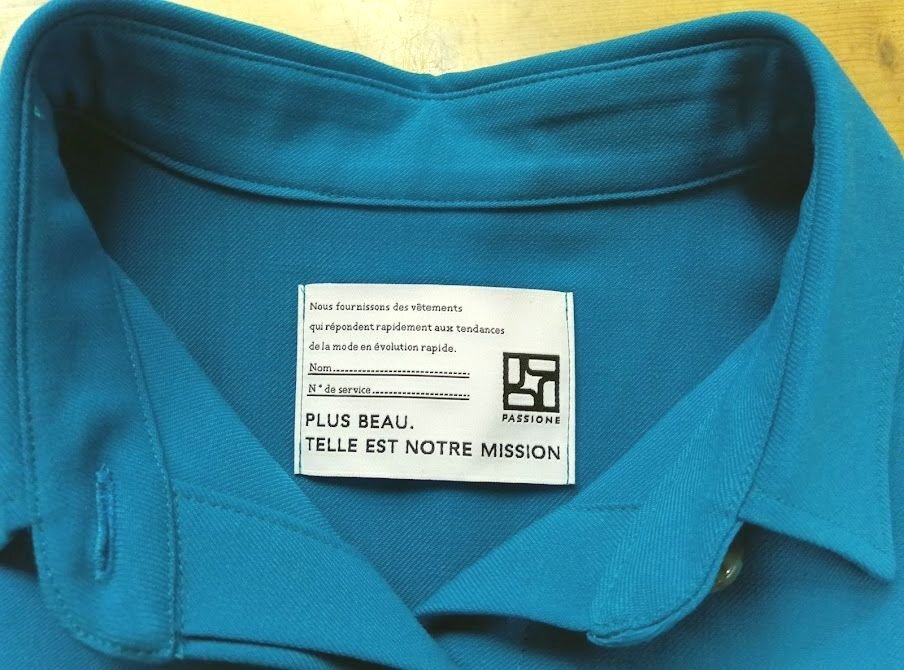 Nous fournissons des vêtements
qui répondent rapidement aux tendances
de la mode en évolution rapide.
Nom
N° de service
PASSIONE
PLUS BEAU.
TELLE EST NOTRE MISSION